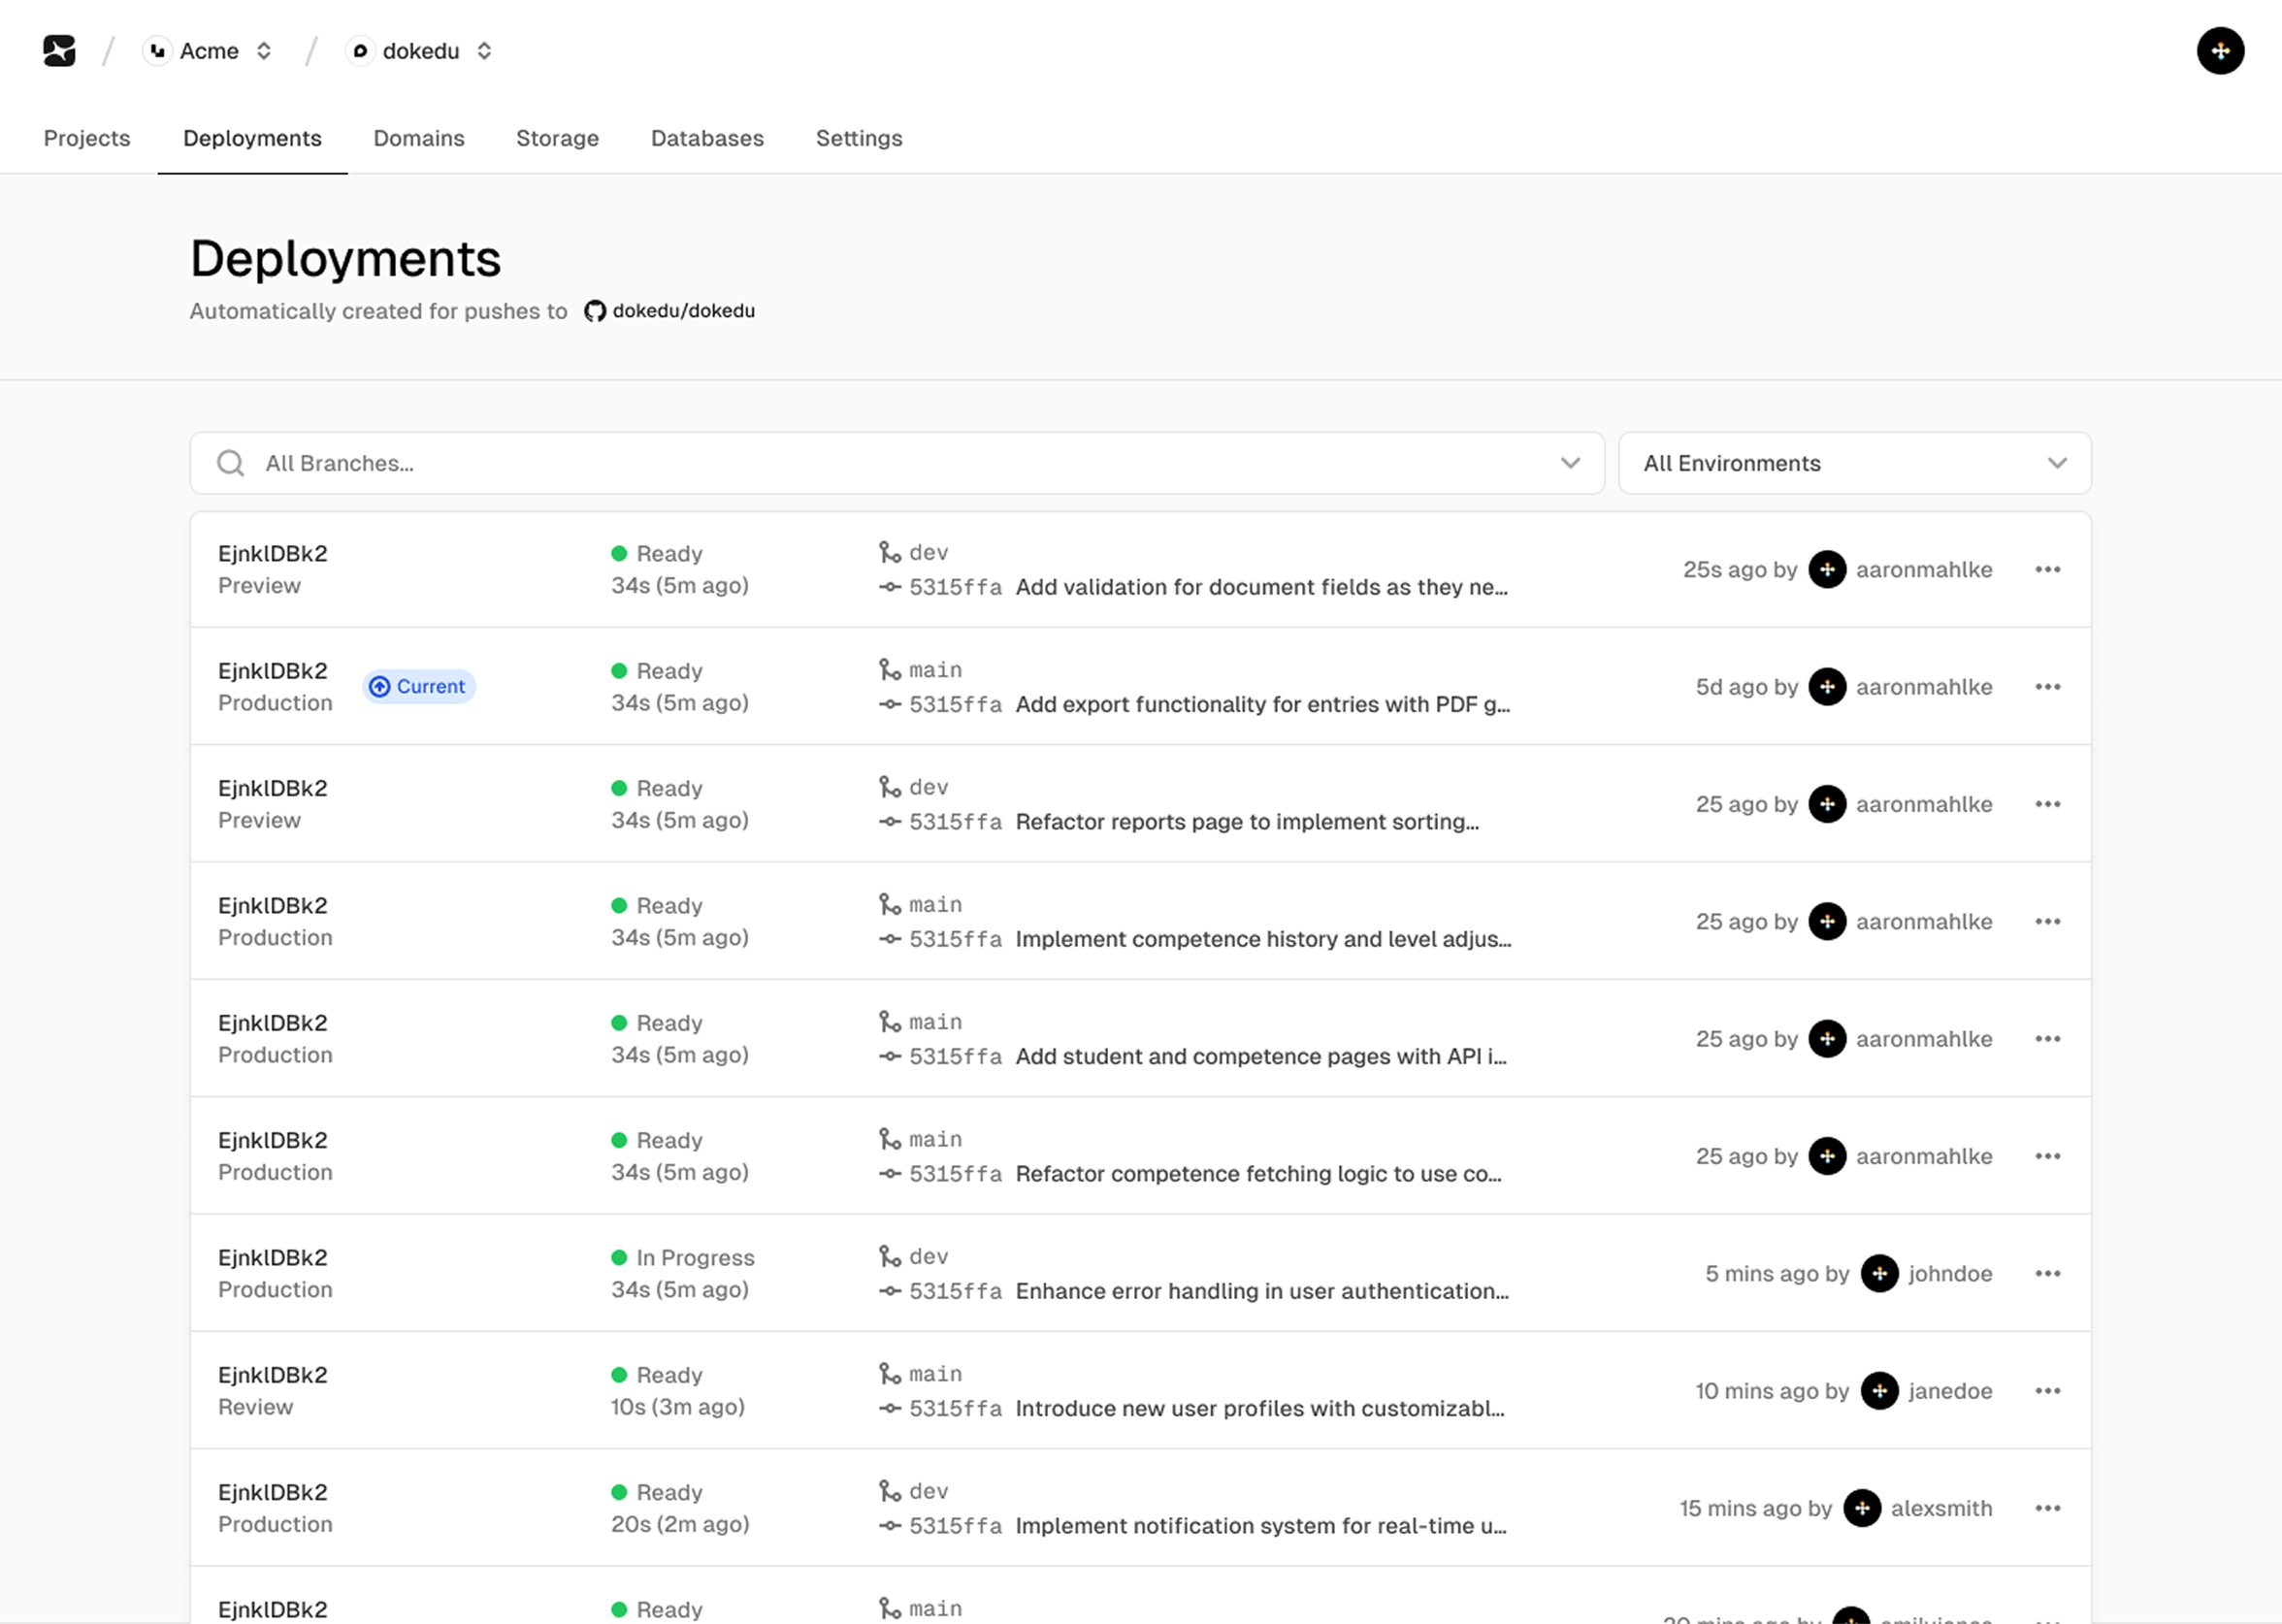 Acme dokedu
Projects Deployments Domains Storage Databases Settings
Deployments
Automatically created for pushes to dokedu/dokedu
All Branches... All Environments
EjnklDBk2 Ready dev
Preview 34s (5m ago) 5315ffa Add validation for document fields as they ne... 25s ago by aaronmahlke
EjnklDBk2 Current Ready main
Production 34s (5m ago) 5315ffa Add export functionality for entries with PDF g... 5d ago by aaronmahlke
EjnklDBk2 Ready dev
Preview 34s (5m ago) 5315ffa Refactor reports page to implement sorting... 25 ago by aaronmahlke
EjnklDBk2 Ready main
Production 34s (5m ago) 5315ffa Implement competence history and level adjus... 25 ago by aaronmahlke
EjnklDBk2 Ready main
Production 34s (5m ago) 5315ffa Add student and competence pages with API i... 25 ago by aaronmahlke
EjnklDBk2 Ready main
Production 34s (5m ago) 5315ffa Refactor competence fetching logic to use co... 25 ago by aaronmahlke
EjnklDBk2 In Progress dev
Production 34s (5m ago) 5315ffa Enhance error handling in user authentication... 5 mins ago by johndoe
EjnklDBk2 Ready main
Review 10s (3m ago) 5315ffa Introduce new user profiles with customizabl... 10 mins ago by janedoe
EjnklDBk2 Ready dev
Production 20s (2m ago) 5315ffa Implement notification system for real-time u... 15 mins ago by alexsmith
EjnklDBk2 Ready main
mins ago by